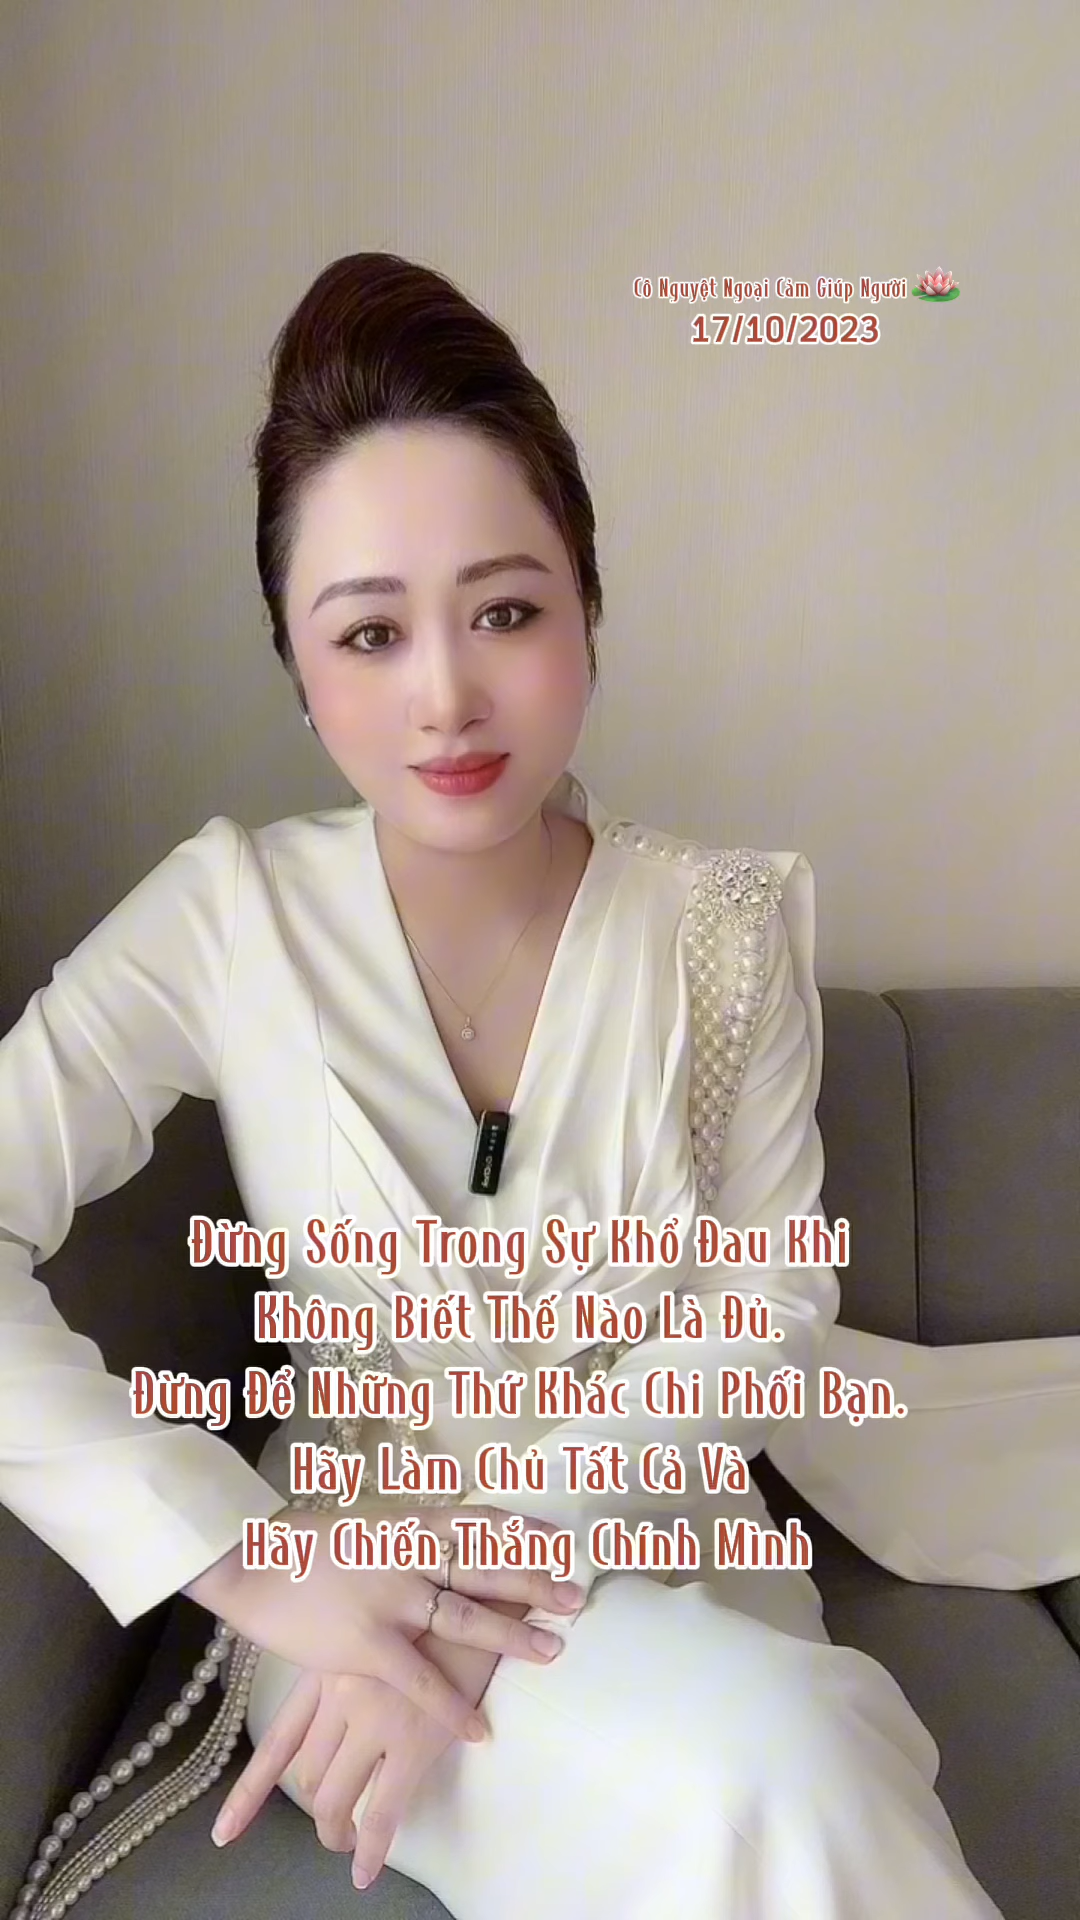 Cô Nguyệt Ngoại Cảm Giúp Người
17/10/2023
Đừng Sống Trong Sự Khổ Đau Khi
Không Biết Thế Nào Là Đủ.
Đừng Để Những Thứ Khác Chi Phối Bạn.
Hãy Làm Chủ Tất Cả Và
Hãy Chiến Thắng Chính Mình